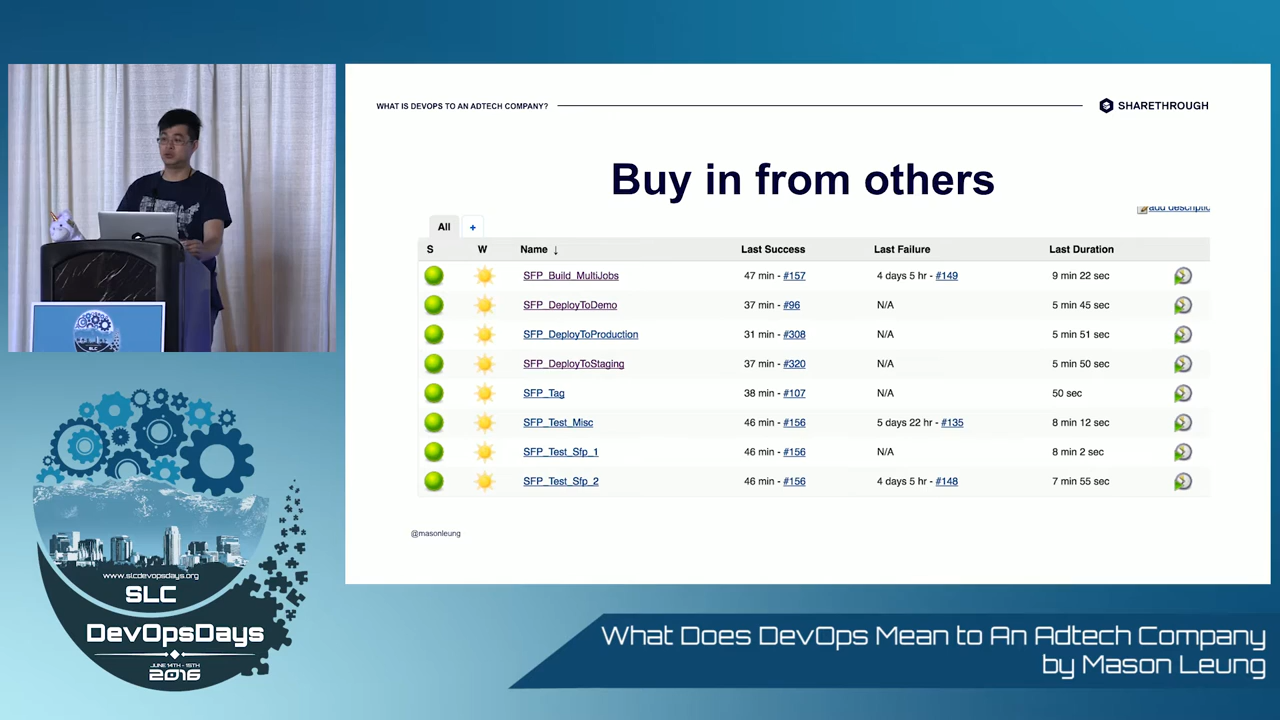 WHAT IS DEVOPS TO AN ADTECH COMPANY?
SHARETHROUGH
Buy in from others
add descriptio
All +
S W Name ↓ Last Success Last Failure Last Duration
SFP_Build_MultiJobs 47 min - #157 4 days 5 hr - #149 9 min 22 sec
SFP_DeployToDemo 37 min - #96 N/A 5 min 45 sec
SFP_DeployToProduction 31 min - #308 N/A 5 min 51 sec
SFP_DeployToStaging 37 min - #320 N/A 5 min 50 sec
SFP_Tag 38 min - #107 N/A 50 sec
SFP_Test_Misc 46 min - #156 5 days 22 hr - #135 8 min 12 sec
SFP_Test_Sfp_1 46 min - #156 N/A 8 min 2 sec
SFP_Test_Sfp_2 46 min - #156 4 days 5 hr - #148 7 min 55 sec
@masonleung
SLC
www.slcdevopsdays.org
SLC
DevOpsDays
JUNE 14TH - 15TH
2016
What Does DevOps Mean to An Adtech Company
by Mason Leung